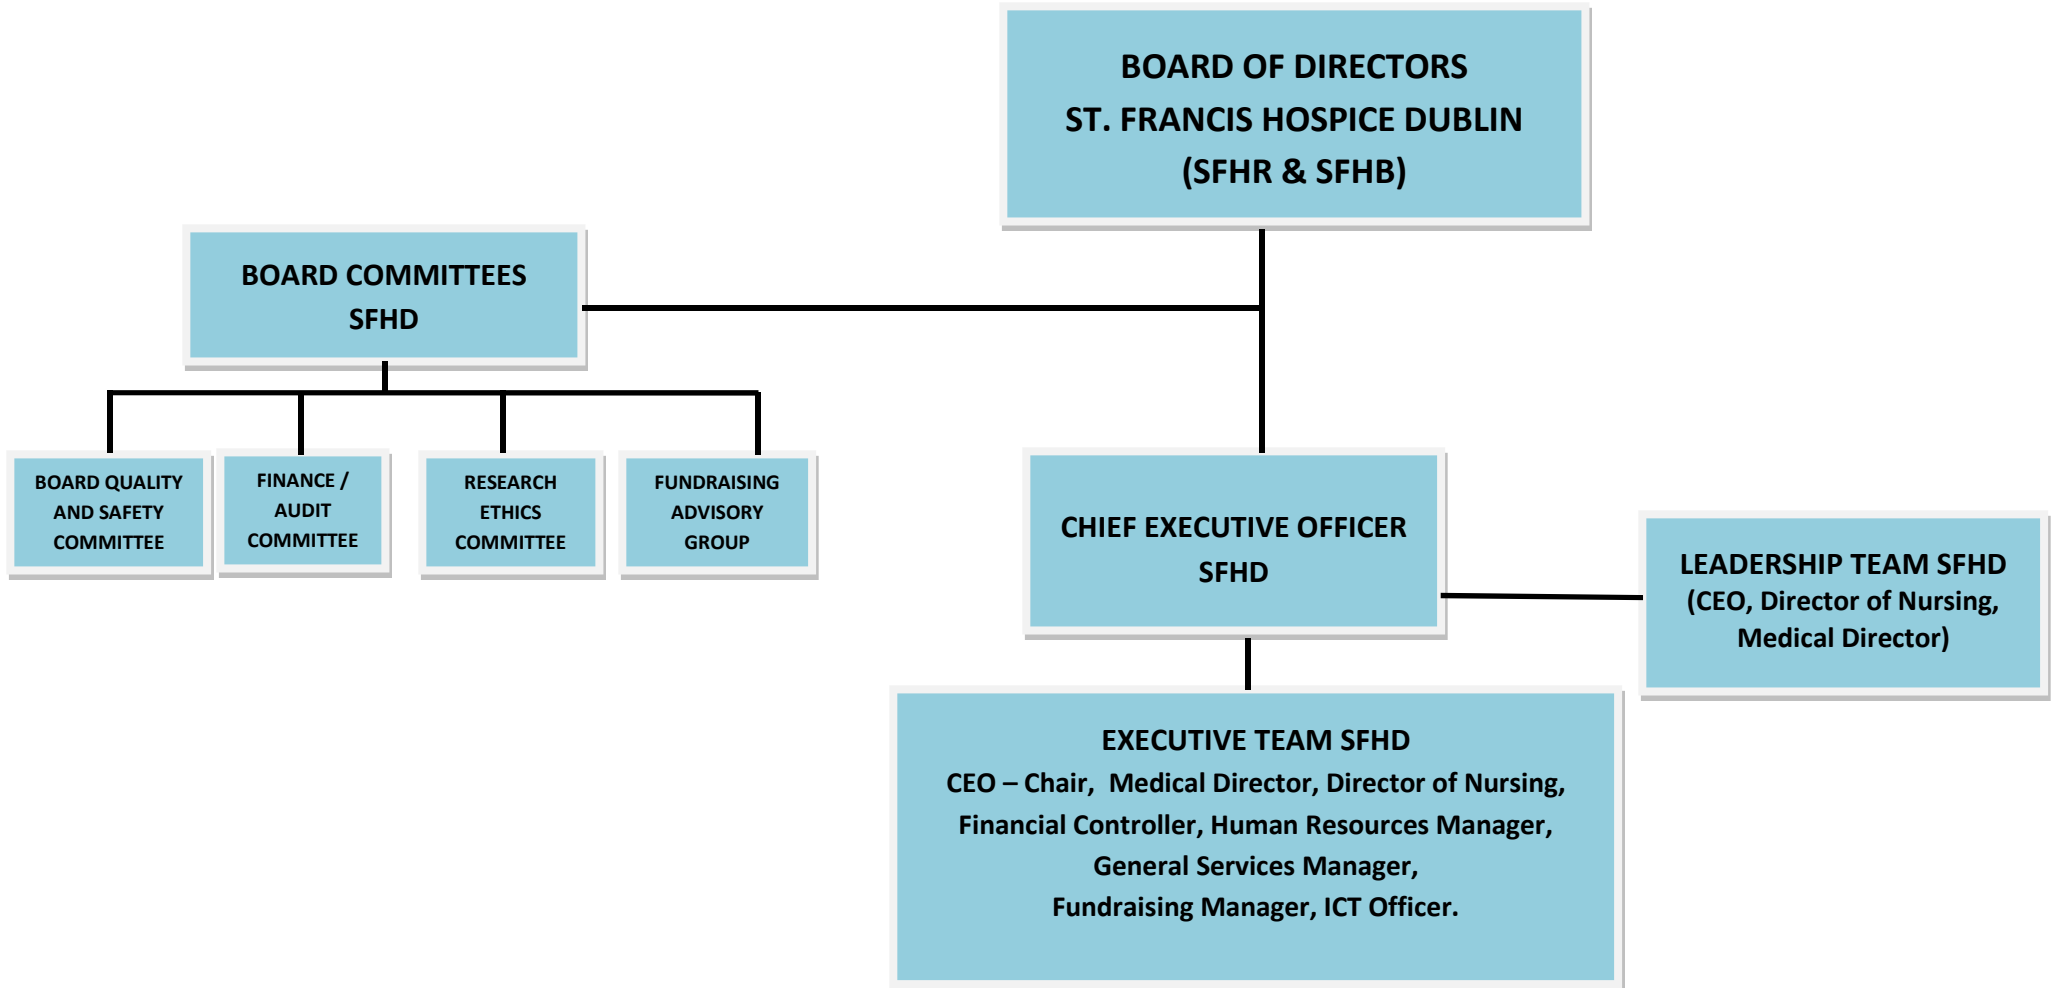 BOARD OF DIRECTORS
ST. FRANCIS HOSPICE DUBLIN
(SFHR & SFHB)
BOARD COMMITTEES
SFHD
BOARD QUALITY
AND SAFETY
COMMITTEE
FINANCE /
AUDIT
COMMITTEE
RESEARCH
ETHICS
COMMITTEE
FUNDRAISING
ADVISORY
GROUP
CHIEF EXECUTIVE OFFICER
SFHD
LEADERSHIP TEAM SFHD
(CEO, Director of Nursing,
Medical Director)
EXECUTIVE TEAM SFHD
CEO – Chair, Medical Director, Director of Nursing,
Financial Controller, Human Resources Manager,
General Services Manager,
Fundraising Manager, ICT Officer.